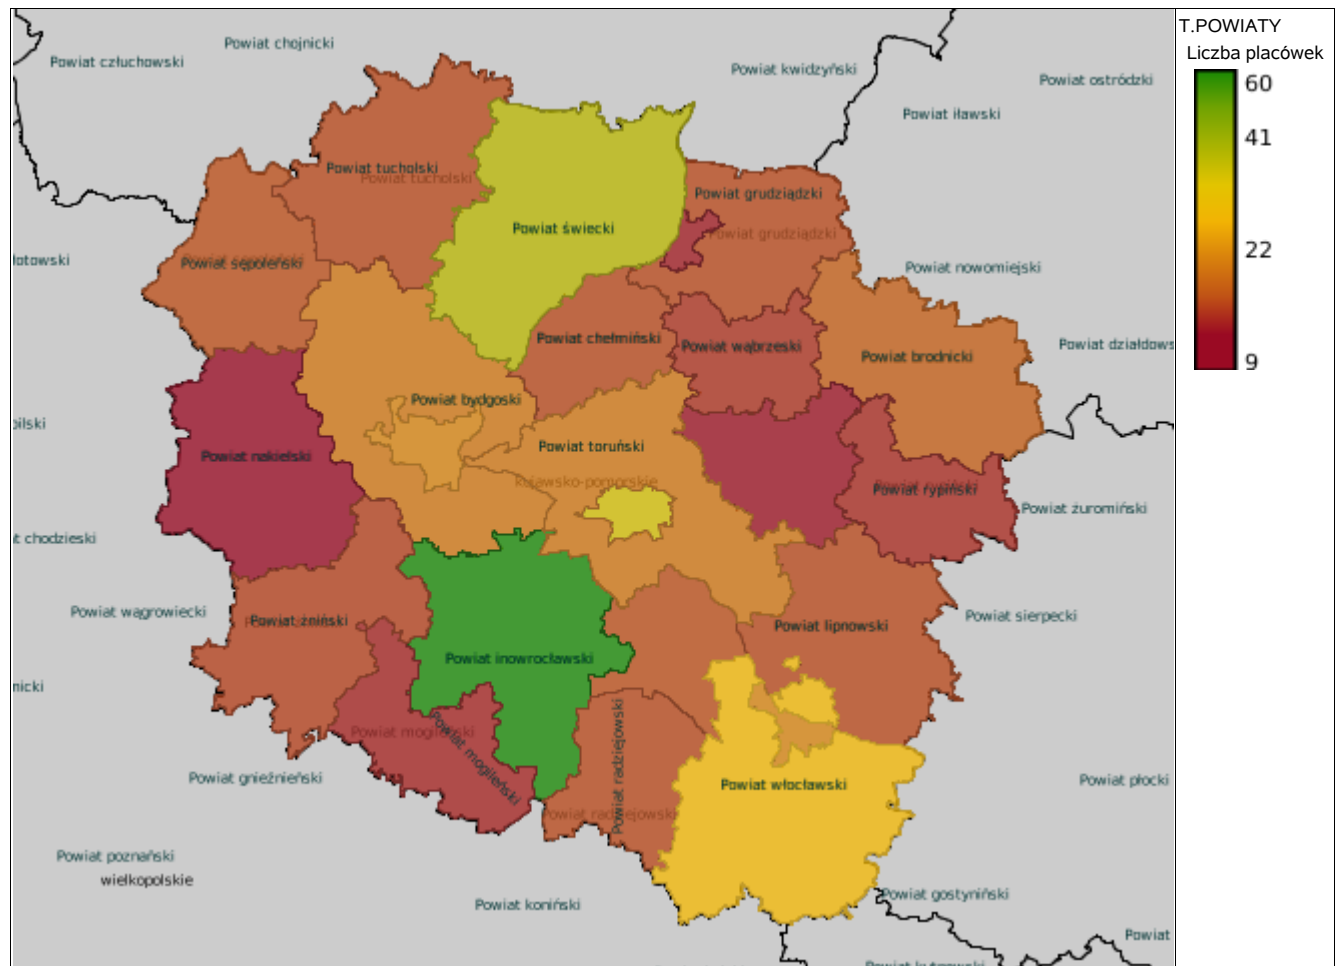 T.POWIATY
Liczba placówek
60
41
22
9
Powiat chojnicki
Powiat człuchowski
Powiat kwidzyński
Powiat ostródzki
Powiat iławski
Powiat tucholski
Powiat tucholski
Powiat grudziądzki
Powiat świecki
Powiat grudziądzki
łotowski
Powiat sępoleński
Powiat nowomiejski
Powiat chełmiński
Powiat wąbrzeski
Powiat działdows
Powiat brodnicki
Powiat bydgoski
pilski
Powiat toruński
Powiat nakielski
kujawsko-pomorskie
Powiat rypiński
Powiat żuromiński
t chodzieski
Powiat wągrowiecki
Powiat żniński
Powiat sierpecki
Powiat lipnowski
Powiat inowrocławski
nicki
Powiat mogileński
Powiat mogileński
Powiat radziejowski
Powiat gnieźnieński
Powiat włocławski
Powiat płocki
Powiat radziejowski
Powiat poznański
wielkopolskie
Powiat koniński
Powiat gostyniński
Powiat